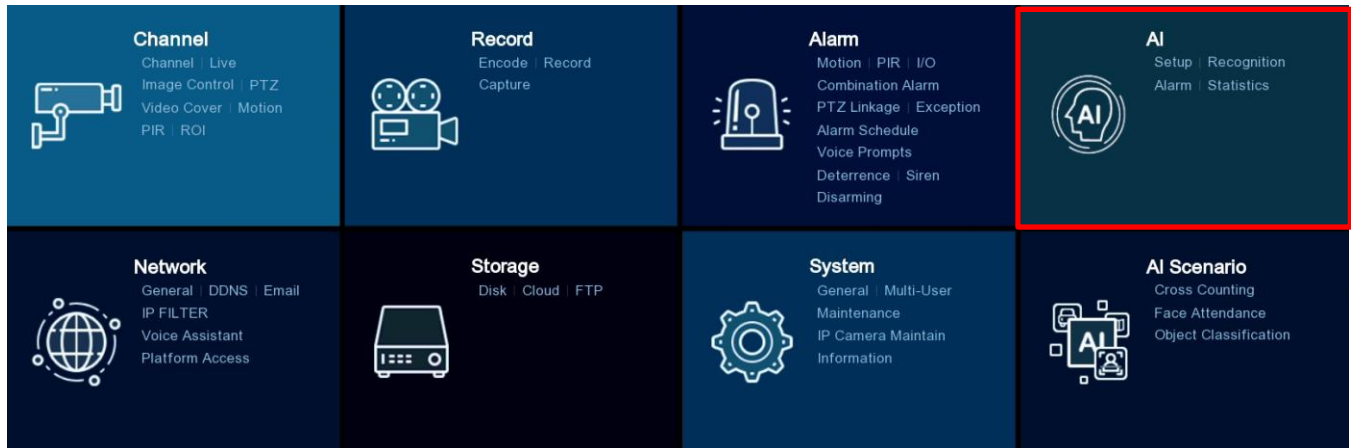 Channel
Channel | Live
Image Control | PTZ
Video Cover | Motion
PIR | ROI
Record
Encode | Record
Capture
Alarm
Motion | PIR | I/O
Combination Alarm
PTZ Linkage | Exception
Alarm Schedule
Voice Prompts
Deterrence | Siren
Disarming
AI
Setup | Recognition
Alarm | Statistics
AI
Network
General | DDNS | Email
IP FILTER
Voice Assistant
Platform Access
Storage
Disk | Cloud | FTP
System
General | Multi-User
Maintenance
IP Camera Maintain
Information
AI Scenario
Cross Counting
Face Attendance
Object Classification
AI